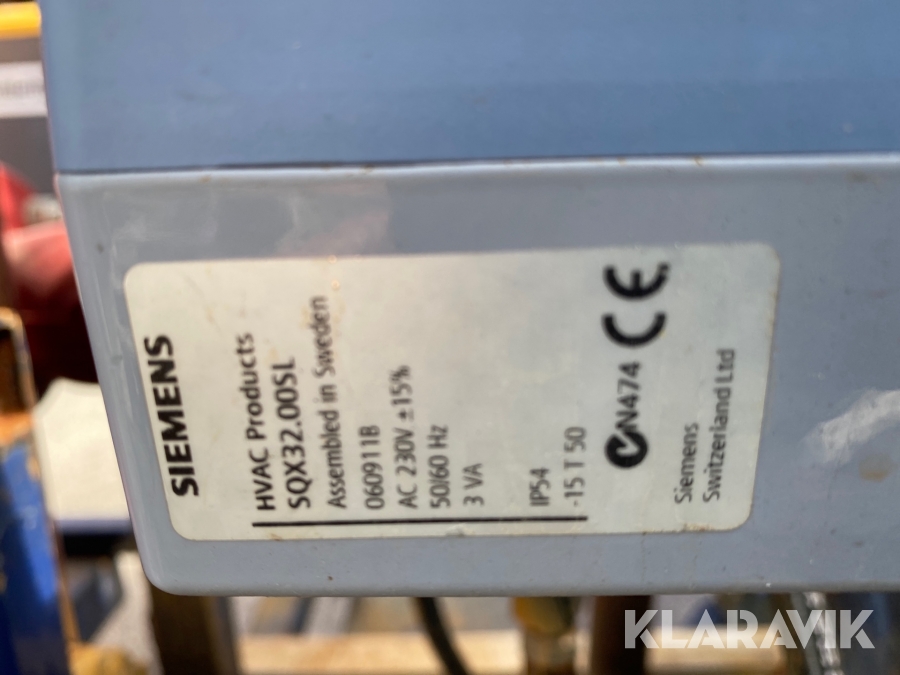 SIEMENS
HVAC Products
SQX32.00SL
Assembled in Sweden
060911B
AC 230V ±15%
50/60 Hz
3 VA
IP54
-15 T 50
N474 CE
Siemens
Switzerland Ltd
KLARAVIK